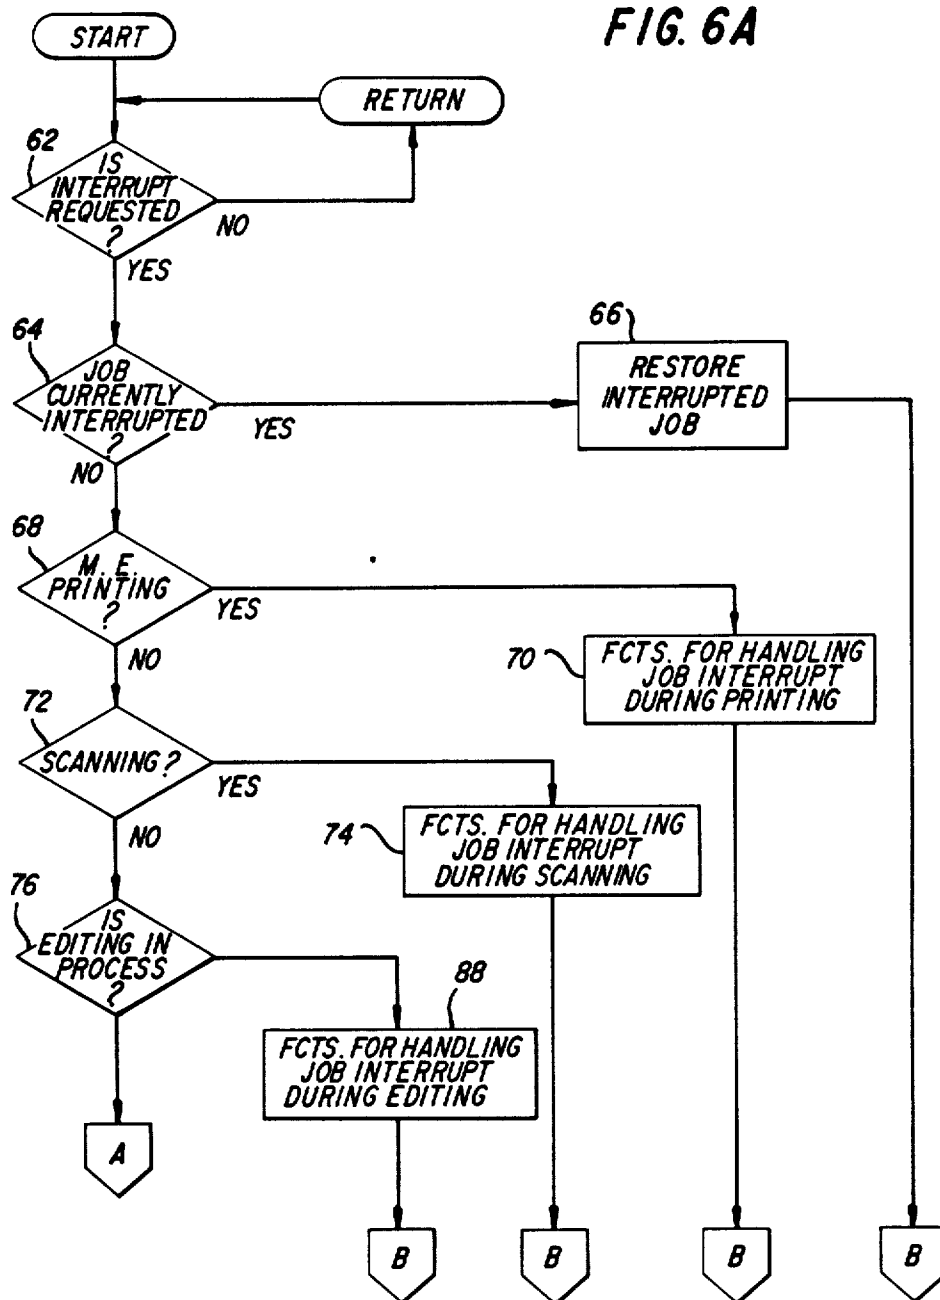 FIG. 6A
START
RETURN
62
IS
INTERRUPT
REQUESTED
?
NO
YES
64
JOB
CURRENTLY
INTERRUPTED
?
YES
NO
66
RESTORE
INTERRUPTED
JOB
68
M. E.
PRINTING
?
YES
NO
70
FCTS. FOR HANDLING
JOB INTERRUPT
DURING PRINTING
72
SCANNING?
YES
NO
74
FCTS. FOR HANDLING
JOB INTERRUPT
DURING SCANNING
76
IS
EDITING IN
PROCESS
?
88
FCTS. FOR HANDLING
JOB INTERRUPT
DURING EDITING
A
B
B
B
B